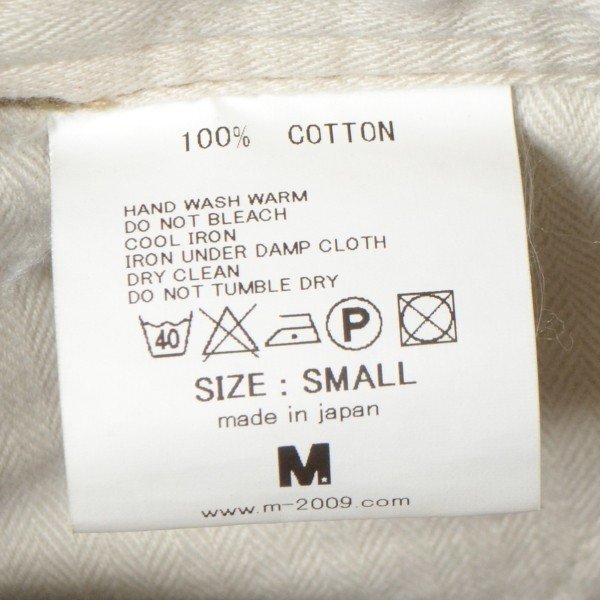 100% COTTON
HAND WASH WARM
DO NOT BLEACH
COOL IRON
IRON UNDER DAMP CLOTH
DRY CLEAN
DO NOT TUMBLE DRY
40 P
SIZE : SMALL
made in japan
M
www.m-2009.com